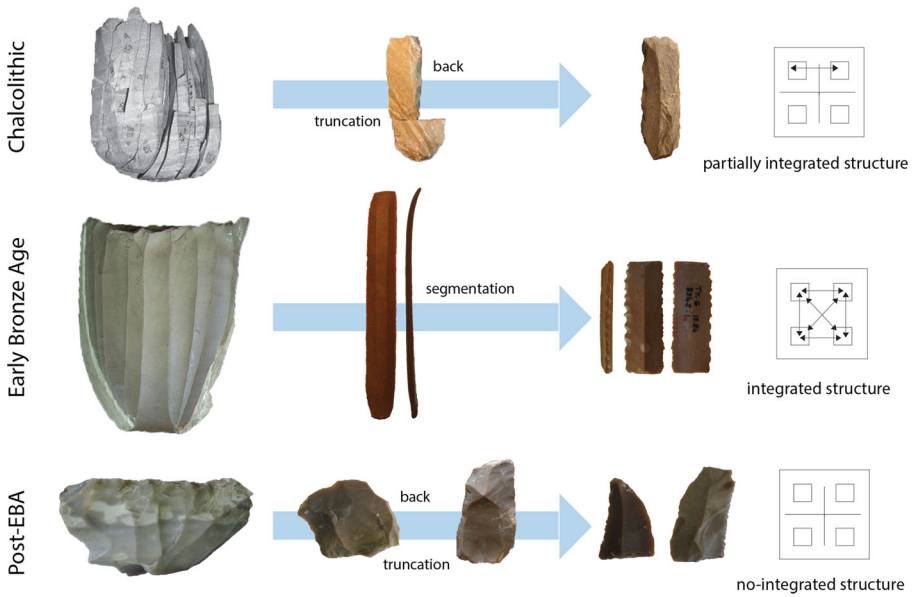 Chalcolithic
back
truncation
partially integrated structure
Early Bronze Age
segmentation
integrated structure
Post-EBA
back
truncation
no-integrated structure